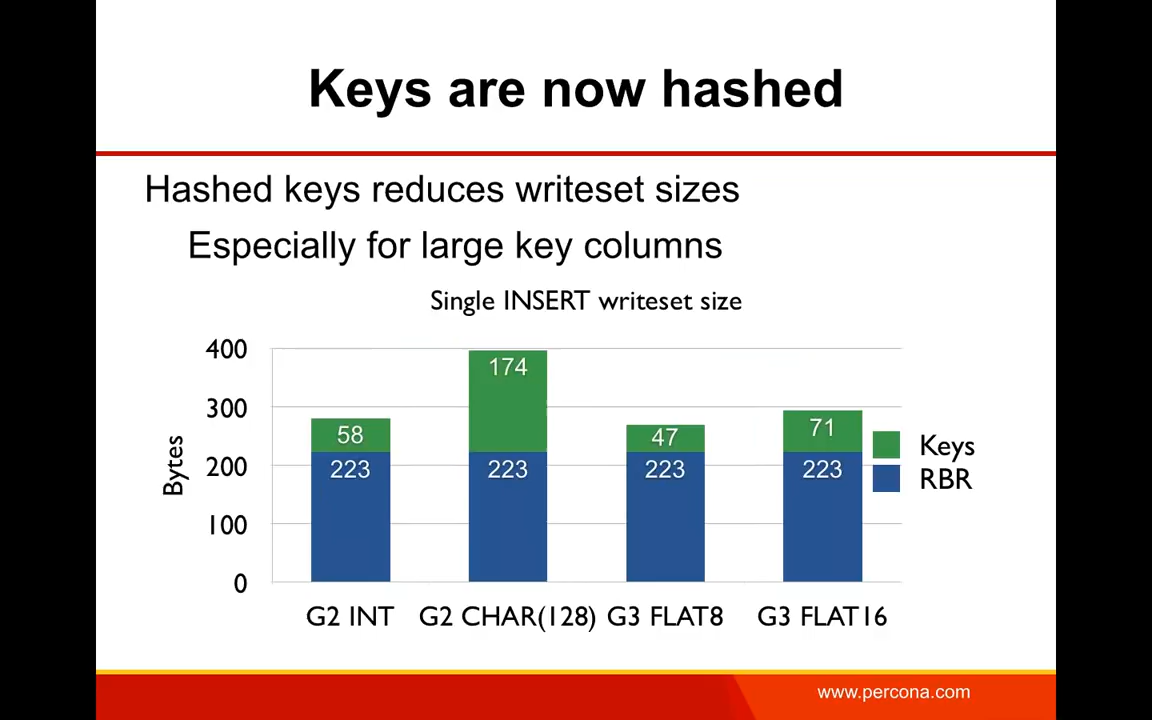 Keys are now hashed
Hashed keys reduces writeset sizes
Especially for large key columns
Single INSERT writeset size
400
300
200
100
0
Bytes
58
174
47
71
223
223
223
223
Keys
RBR
G2 INT
G2 CHAR(128)
G3 FLAT8
G3 FLAT16
www.percona.com